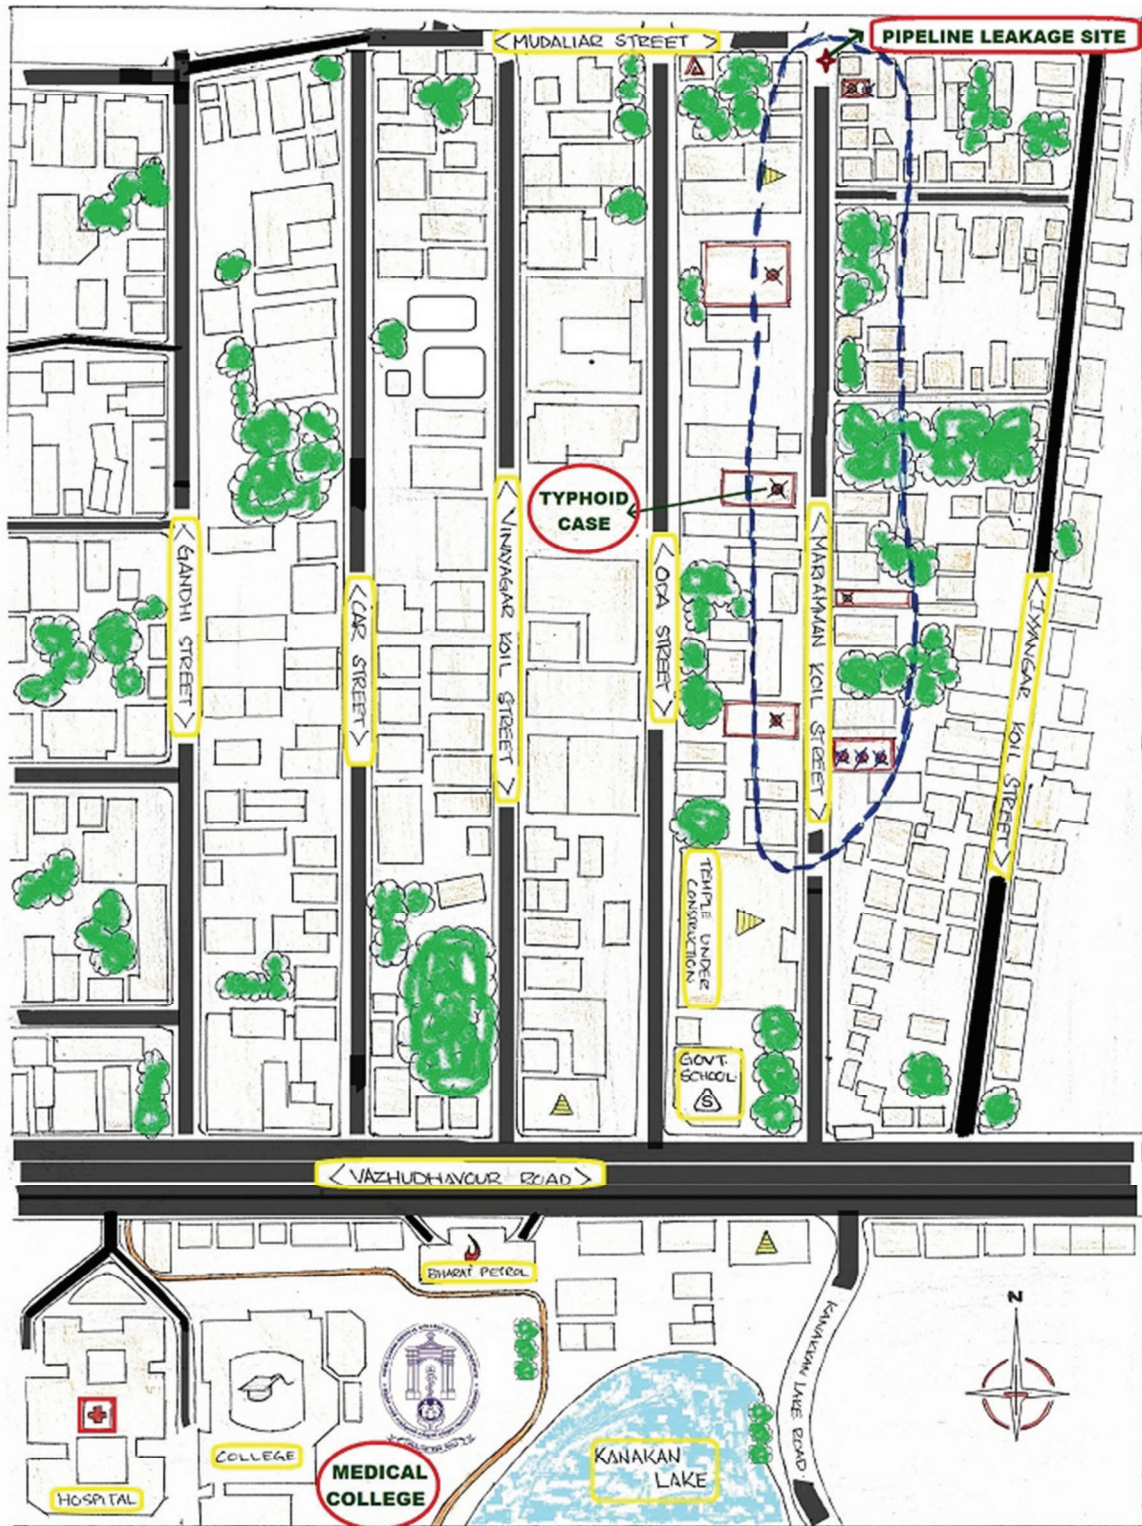 < MUDALIAR STREET >
PIPELINE LEAKAGE SITE
TYPHOID
CASE
< GANDHI STREET >
< CAR STREET >
< VINAYAGAR KOIL STREET >
< ODA STREET >
< MARIAMMAN KOIL STREET >
< IYANGAR KOIL STREET >
TEMPLE UNDER
CONSTRUCTION
GOVT.
SCHOOL
S
< VAZHUDHAVOUR ROAD >
BHARAT PETROL
KANAKAN LAKE ROAD
N
HOSPITAL
COLLEGE
MEDICAL
COLLEGE
KANAKAN
LAKE